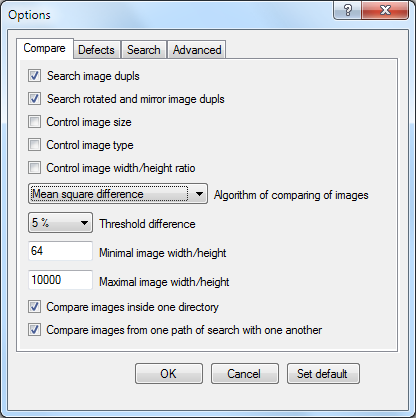 Options
Compare Defects Search Advanced
Search image dupls
Search rotated and mirror image dupls
Control image size
Control image type
Control image width/height ratio
Mean square difference Algorithm of comparing of images
5 % Threshold difference
64 Minimal image width/height
10000 Maximal image width/height
Compare images inside one directory
Compare images from one path of search with one another
OK Cancel Set default